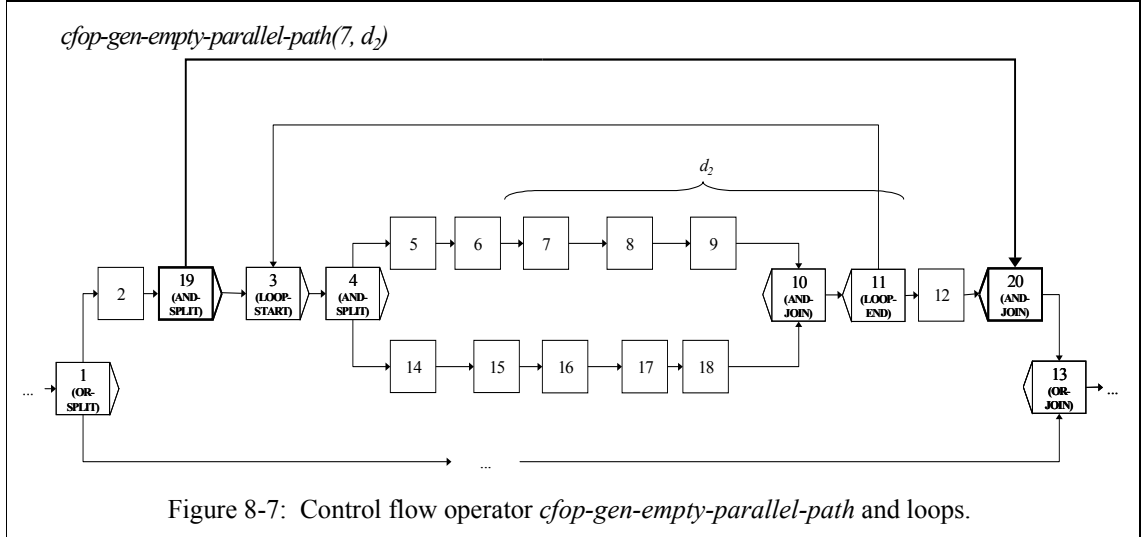 cfop-gen-empty-parallel-path(7, d2)
d2
5
6
7
8
9
2
19
(AND-
SPLIT)
3
(LOOP-
START)
4
(AND-
SPLIT)
10
(AND-
JOIN)
11
(LOOP-
END)
12
20
(AND-
JOIN)
14
15
16
17
18
...
1
(OR-
SPLIT)
13
(OR-
JOIN)
...
...
Figure 8-7: Control flow operator cfop-gen-empty-parallel-path and loops.